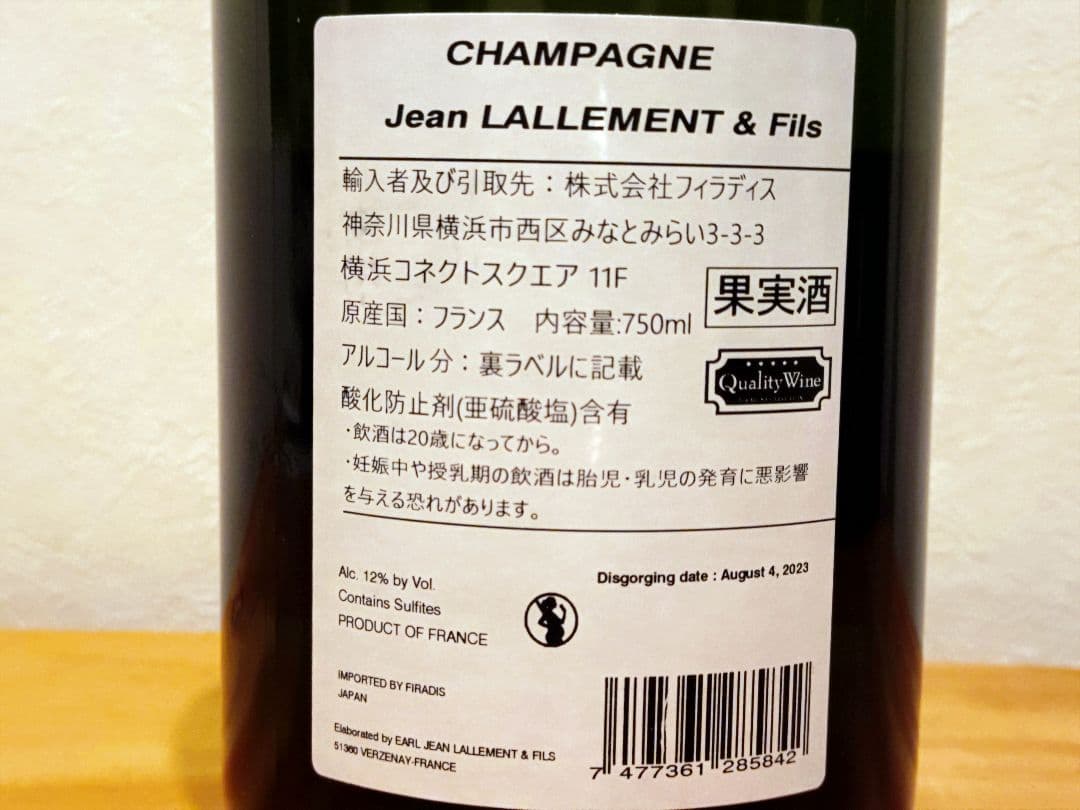 CHAMPAGNE
Jean LALLEMENT & Fils
輸入者及び引取先：株式会社フィラディス
神奈川県横浜市西区みなとみらい3-3-3
横浜コネクトスクエア 11F
原産国：フランス 内容量:750ml
果実酒
アルコール分：裏ラベルに記載
Quality Wine
酸化防止剤(亜硫酸塩)含有
・飲酒は20歳になってから。
・妊娠中や授乳期の飲酒は胎児・乳児の発育に悪影響
を与える恐れがあります。
Alc. 12% by Vol.
Disgorging date : August 4, 2023
Contains Sulfites
PRODUCT OF FRANCE
IMPORTED BY FIRADIS
JAPAN
Elaborated by EARL JEAN LALLEMENT & FILS
51360 VERZENAY-FRANCE
7 477361 285842